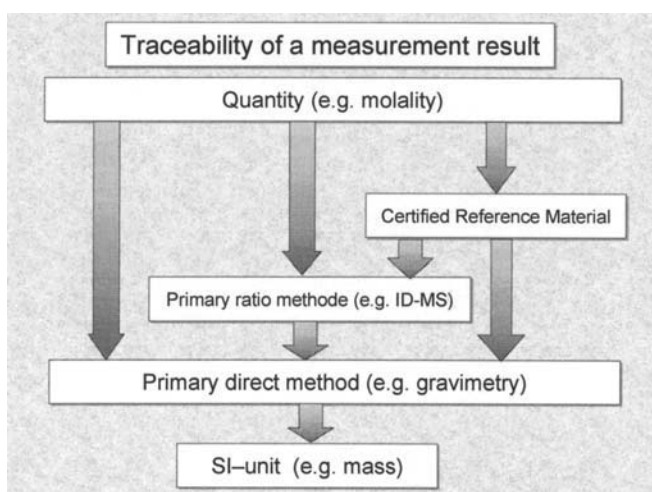 Traceability of a measurement result
Quantity (e.g. molality)
Certified Reference Material
Primary ratio methode (e.g. ID-MS)
Primary direct method (e.g. gravimetry)
SI–unit (e.g. mass)